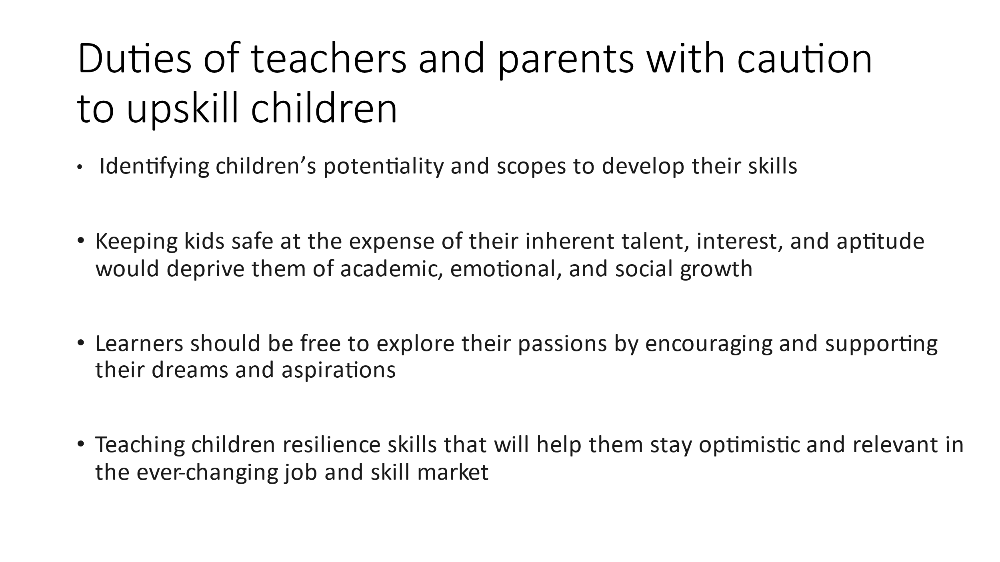 Duties of teachers and parents with caution
to upskill children
• Identifying children’s potentiality and scopes to develop their skills
• Keeping kids safe at the expense of their inherent talent, interest, and aptitude
would deprive them of academic, emotional, and social growth
• Learners should be free to explore their passions by encouraging and supporting
their dreams and aspirations
• Teaching children resilience skills that will help them stay optimistic and relevant in
the ever-changing job and skill market